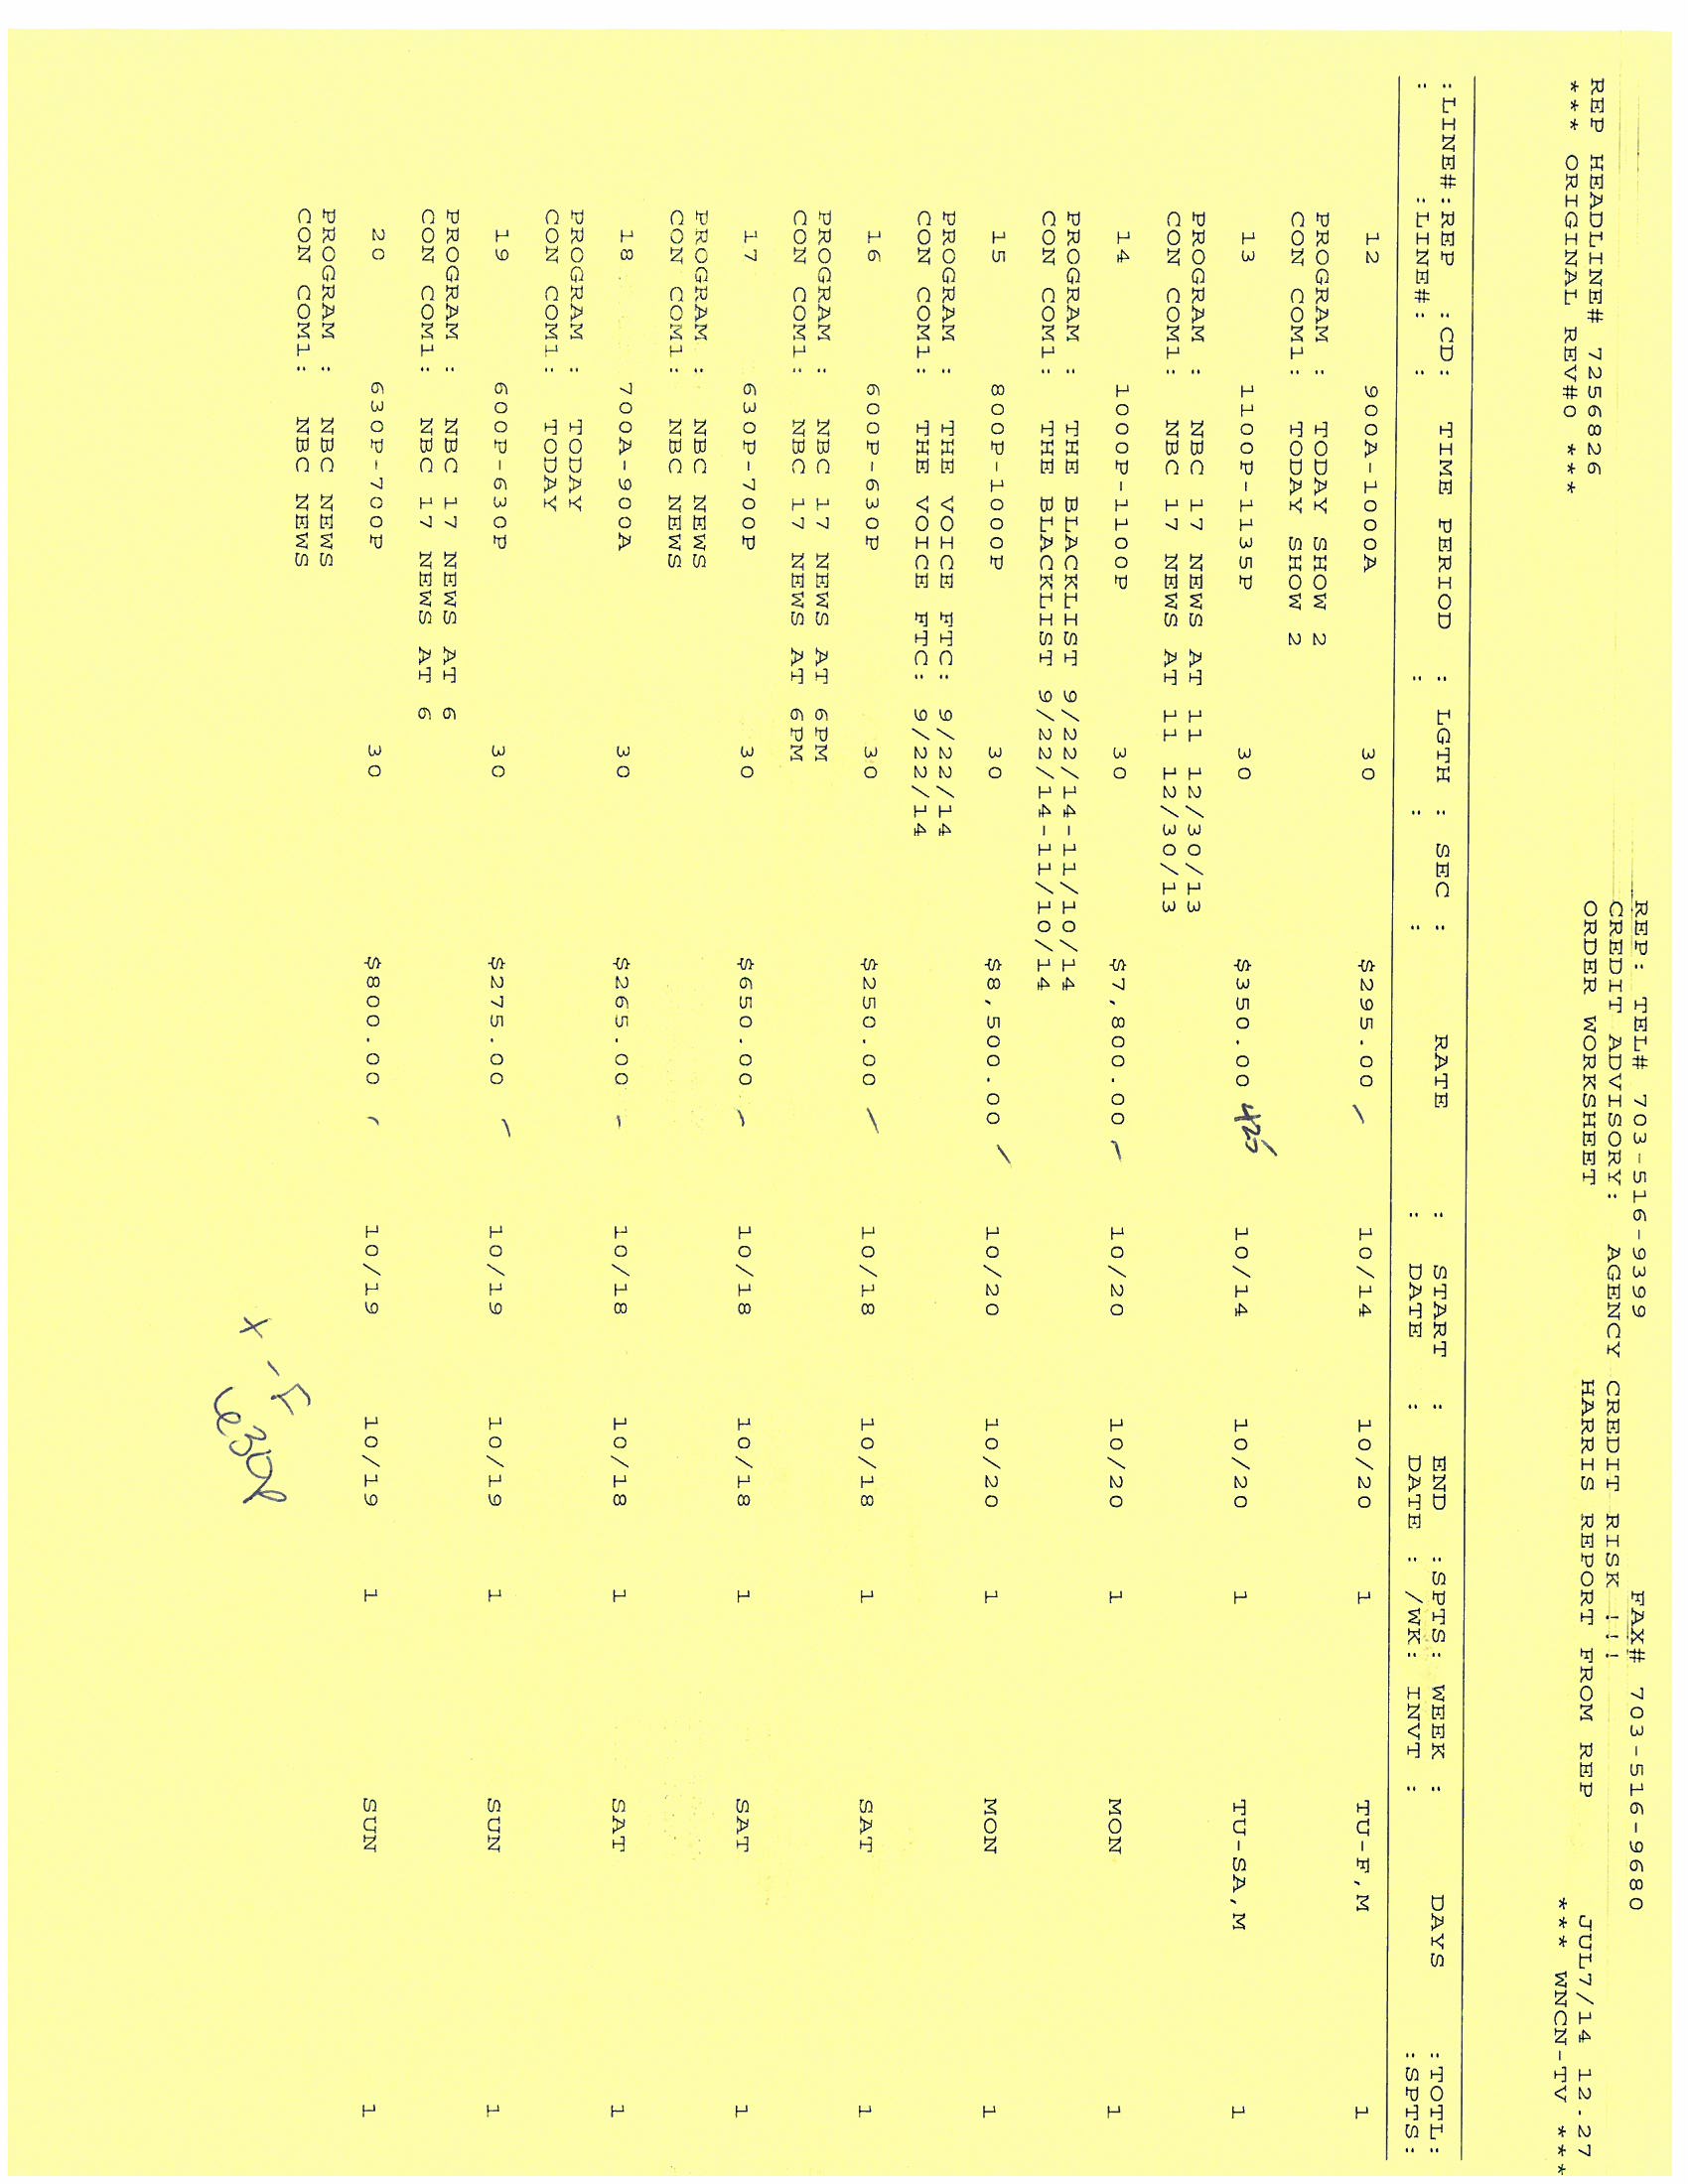 REP: TEL# 703-516-9399 FAX# 703-516-9680
CREDIT ADVISORY: AGENCY CREDIT RISK !!!
REP HEADLINE# 7256826 ORDER WORKSHEET HARRIS REPORT FROM REP JUL7/14 12.27
*** ORIGINAL REV#0 *** *** WNCN-TV ***
:LINE#:REP :CD: TIME PERIOD : LGTH : SEC : RATE : START : END :SPTS: WEEK : DAYS :TOTL:
: :LINE#: : : : : : DATE : DATE : /WK: INVT : :SPTS:
12 900A-1000A 30 $295.00 10/14 10/20 1 TU-F,M 1
PROGRAM : TODAY SHOW 2
CON COM1: TODAY SHOW 2
13 1100P-1135P 30 $350.00 425 10/14 10/20 1 TU-SA,M 1
PROGRAM : NBC 17 NEWS AT 11 12/30/13
CON COM1: NBC 17 NEWS AT 11 12/30/13
14 1000P-1100P 30 $7,800.00 10/20 10/20 1 MON 1
PROGRAM : THE BLACKLIST 9/22/14-11/10/14
CON COM1: THE BLACKLIST 9/22/14-11/10/14
15 800P-1000P 30 $8,500.00 10/20 10/20 1 MON 1
PROGRAM : THE VOICE FTC: 9/22/14
CON COM1: THE VOICE FTC: 9/22/14
16 600P-630P 30 $250.00 10/18 10/18 1 SAT 1
PROGRAM : NBC 17 NEWS AT 6PM
CON COM1: NBC 17 NEWS AT 6PM
17 630P-700P 30 $650.00 10/18 10/18 1 SAT 1
PROGRAM : NBC NEWS
CON COM1: NBC NEWS
18 700A-900A 30 $265.00 10/18 10/18 1 SAT 1
PROGRAM : TODAY
CON COM1: TODAY
19 600P-630P 30 $275.00 10/19 10/19 1 SUN 1
PROGRAM : NBC 17 NEWS AT 6
CON COM1: NBC 17 NEWS AT 6
20 630P-700P 30 $800.00 10/19 10/19 1 SUN 1
PROGRAM : NBC NEWS
CON COM1: NBC NEWS
630p